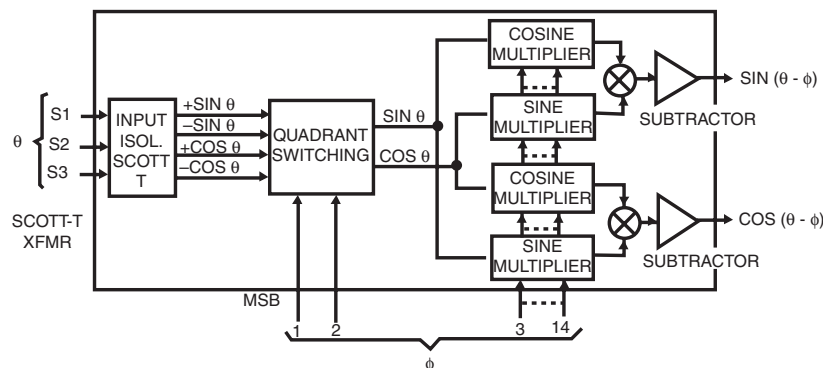 COSINE
MULTIPLIER
SIN (θ - ϕ)
SUBTRACTOR
SINE
MULTIPLIER
θ
S1
S2
S3
INPUT
ISOL.
SCOTT
T
+SIN θ
–SIN θ
+COS θ
–COS θ
QUADRANT
SWITCHING
SIN θ
COS θ
COSINE
MULTIPLIER
COS (θ - ϕ)
SUBTRACTOR
SINE
MULTIPLIER
SCOTT-T
XFMR
MSB
1
2
3
14
ϕ